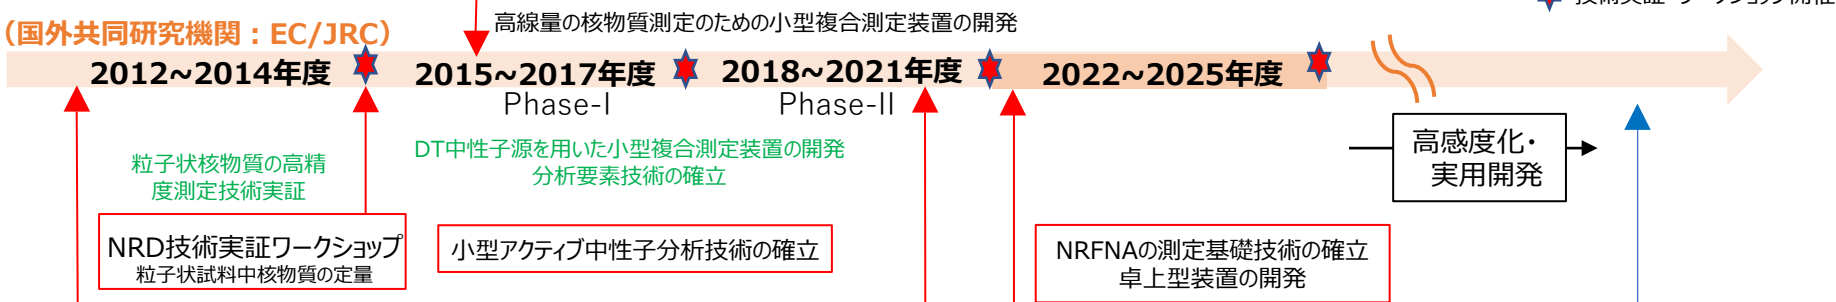 高線量の核物質測定のための小型複合測定装置の開発
(国外共同研究機関:EC/JRC)
2012~2014年度
2015~2017年度
Phase-I
2018~2021年度
Phase-II
2022~2025年度
粒子状核物質の高精
度測定技術実証
DT中性子源を用いた小型複合測定装置の開発
分析要素技術の確立
高感度化・
実用開発
NRD技術実証ワークショップ
粒子状試料中核物質の定量
小型アクティブ中性子分析技術の確立
NRFNAの測定基礎技術の確立
卓上型装置の開発